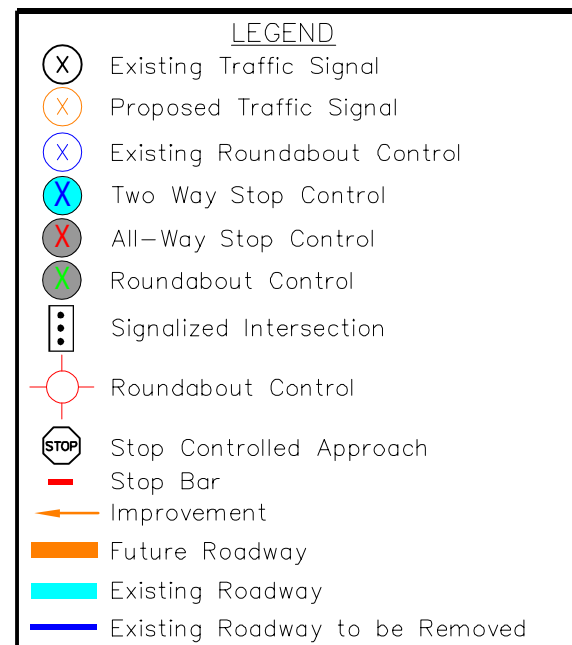 LEGEND
X Existing Traffic Signal
X Proposed Traffic Signal
X Existing Roundabout Control
X Two Way Stop Control
X All-Way Stop Control
X Roundabout Control
Signalized Intersection
Roundabout Control
STOP Stop Controlled Approach
Stop Bar
Improvement
Future Roadway
Existing Roadway
Existing Roadway to be Removed